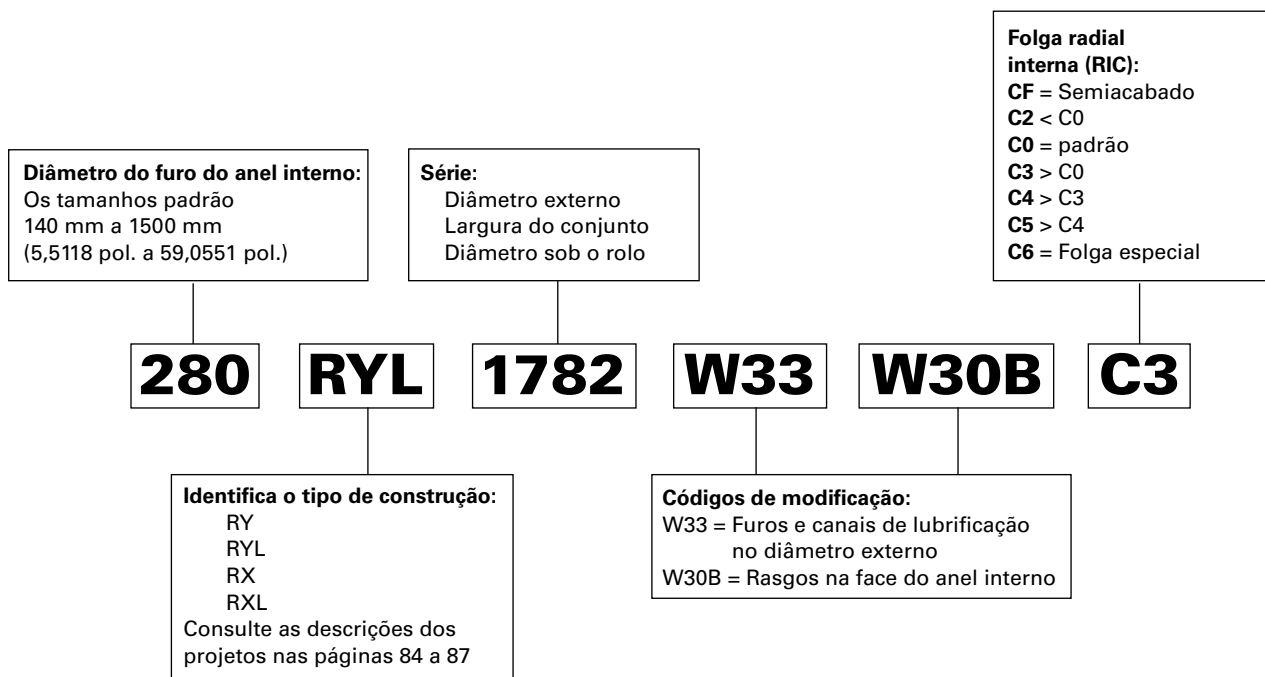 Folga radial
interna (RIC):
CF = Semiacabado
C2 < C0
C0 = padrão
C3 > C0
C4 > C3
C5 > C4
C6 = Folga especial
Diâmetro do furo do anel interno:
Os tamanhos padrão
140 mm a 1500 mm
(5,5118 pol. a 59,0551 pol.)
Série:
Diâmetro externo
Largura do conjunto
Diâmetro sob o rolo
280 RYL 1782 W33 W30B C3
Identifica o tipo de construção:
RY
RYL
RX
RXL
Consulte as descrições dos
projetos nas páginas 84 a 87
Códigos de modificação:
W33 = Furos e canais de lubrificação
no diâmetro externo
W30B = Rasgos na face do anel interno